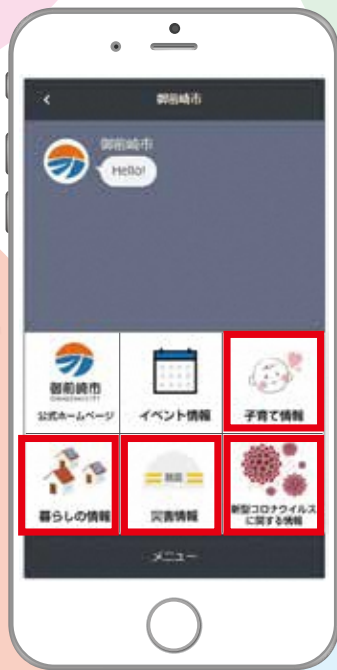 御前崎市
御前崎市
Hello!
御前崎市
公式ホームページ
イベント情報
子育て情報
暮らしの情報
災害情報
新型コロナウイルス
に関する情報
メニュー